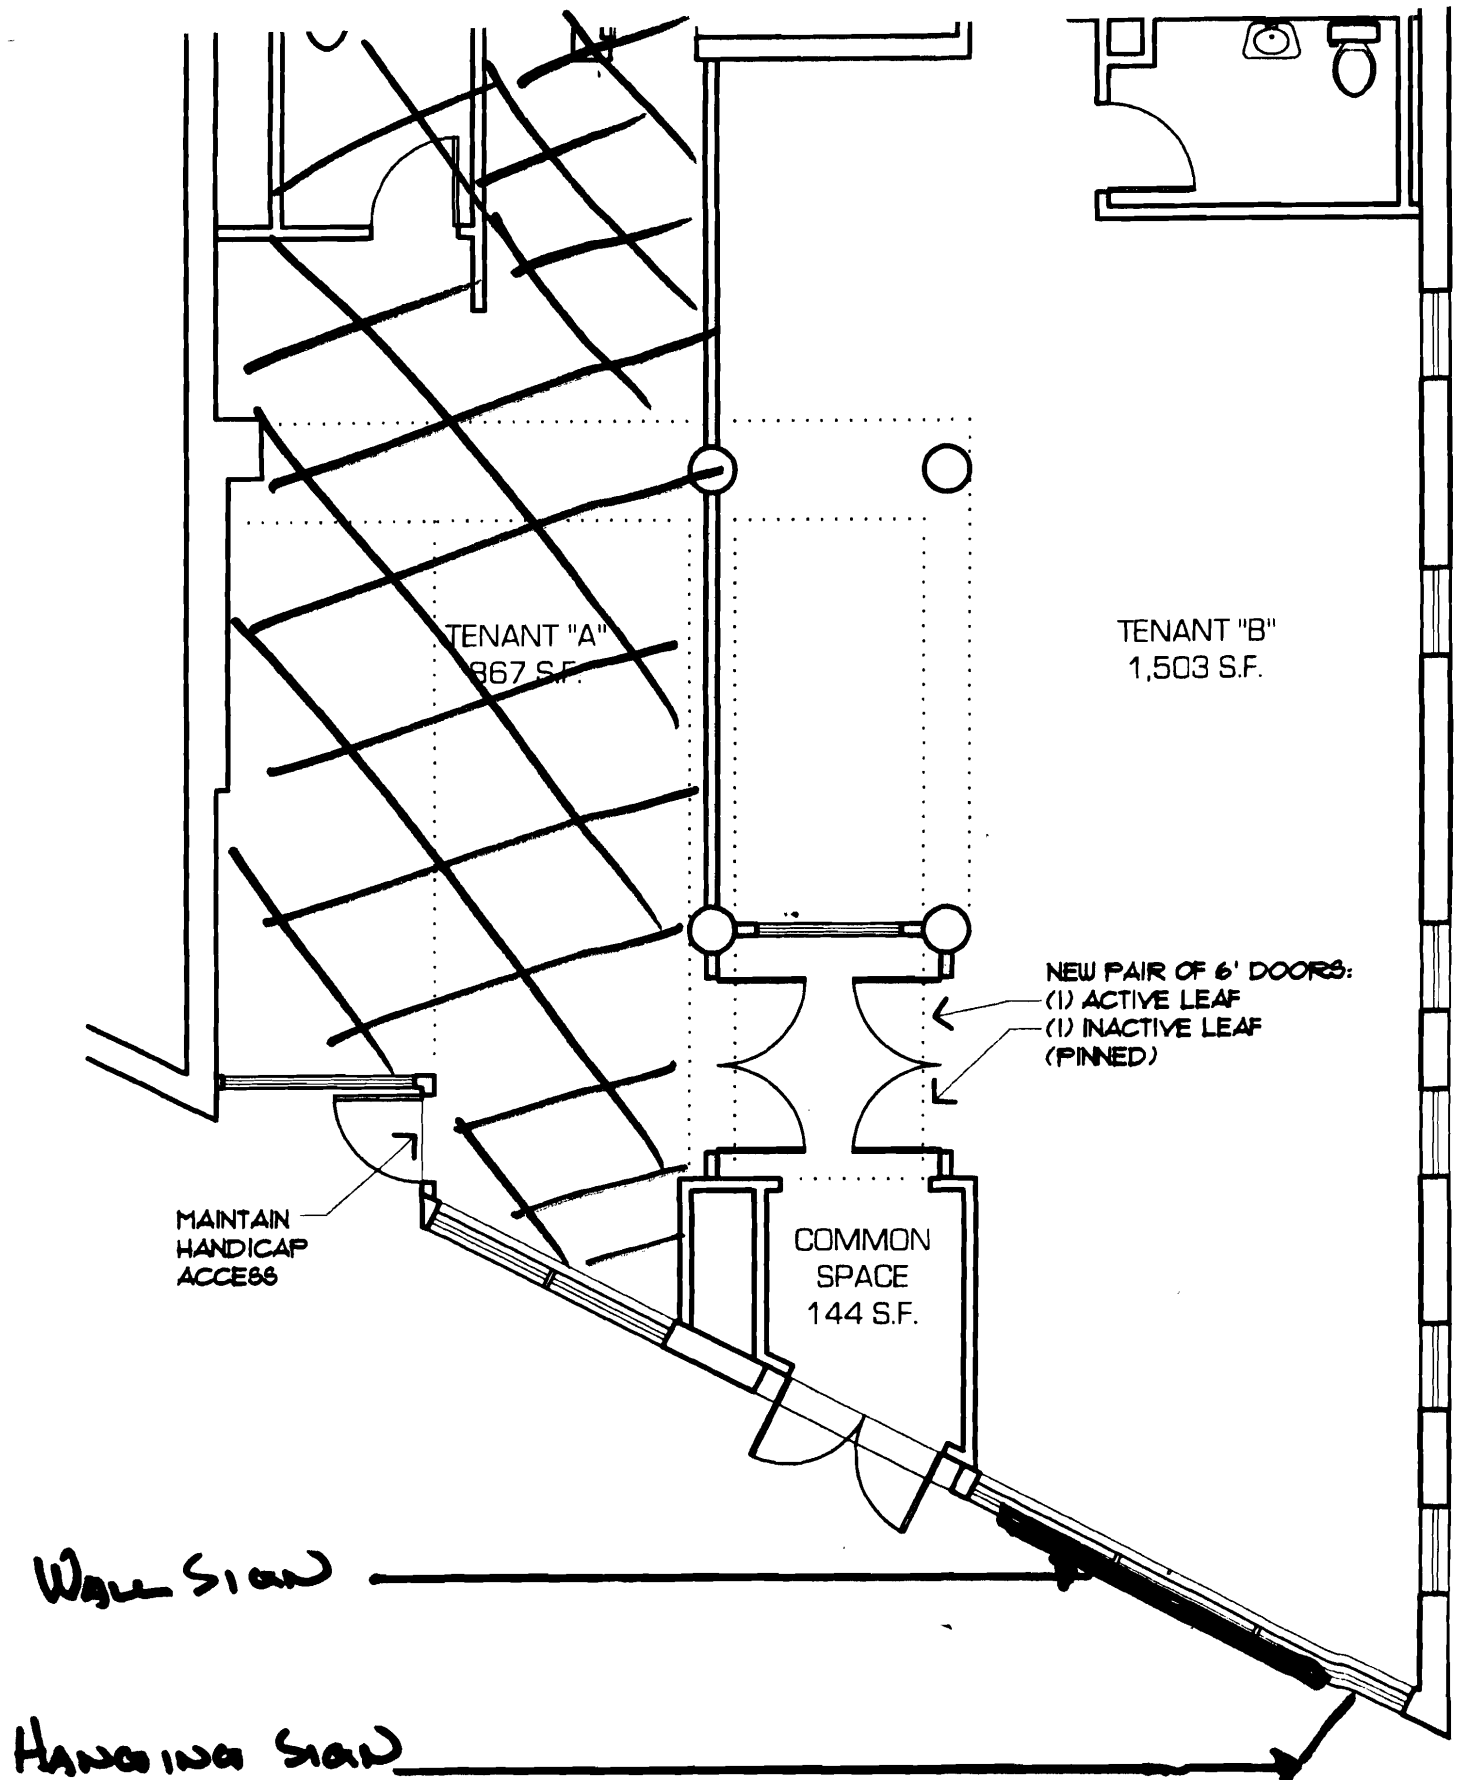 TENANT "A"
867 S.F.
TENANT "B"
1,503 S.F.
NEW PAIR OF 6' DOORS:
(1) ACTIVE LEAF
(1) INACTIVE LEAF
(PINNED)
MAINTAIN
HANDICAP
ACCESS
COMMON
SPACE
144 S.F.
WALL SIGN
HANGING SIGN